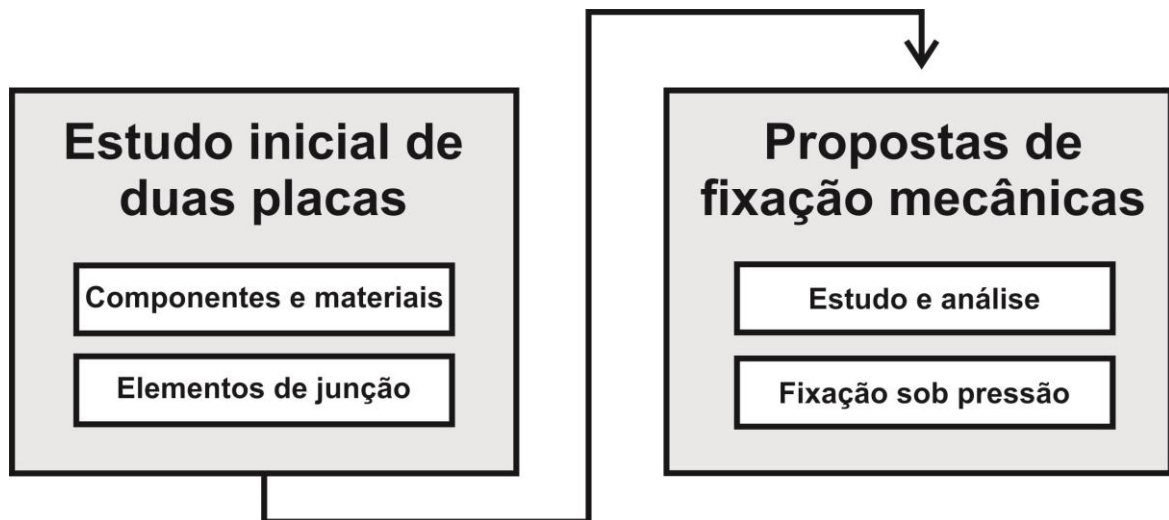 Estudo inicial de
duas placas
Componentes e materiais
Elementos de junção
Propostas de
fixação mecânicas
Estudo e análise
Fixação sob pressão